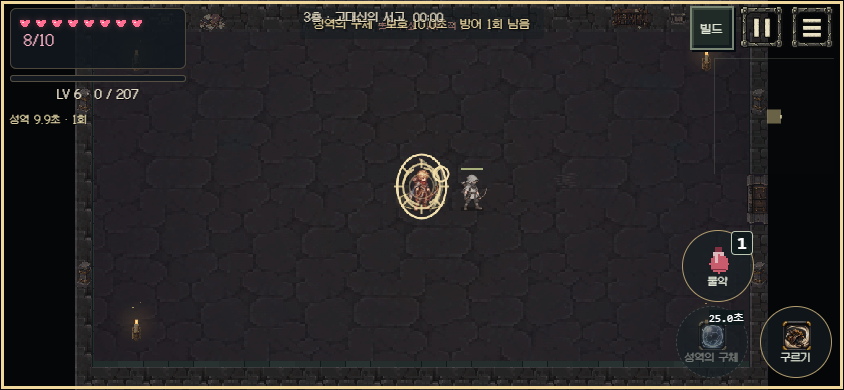 3층 · 고대신의 서고 00:00
성역의 구체 · 보호 10.0초 · 방어 1회 남음
빌드
8/10
LV 6 · 0 / 207
성역 9.9초 · 1회
1
물약
25.0초
성역의 구체
구르기